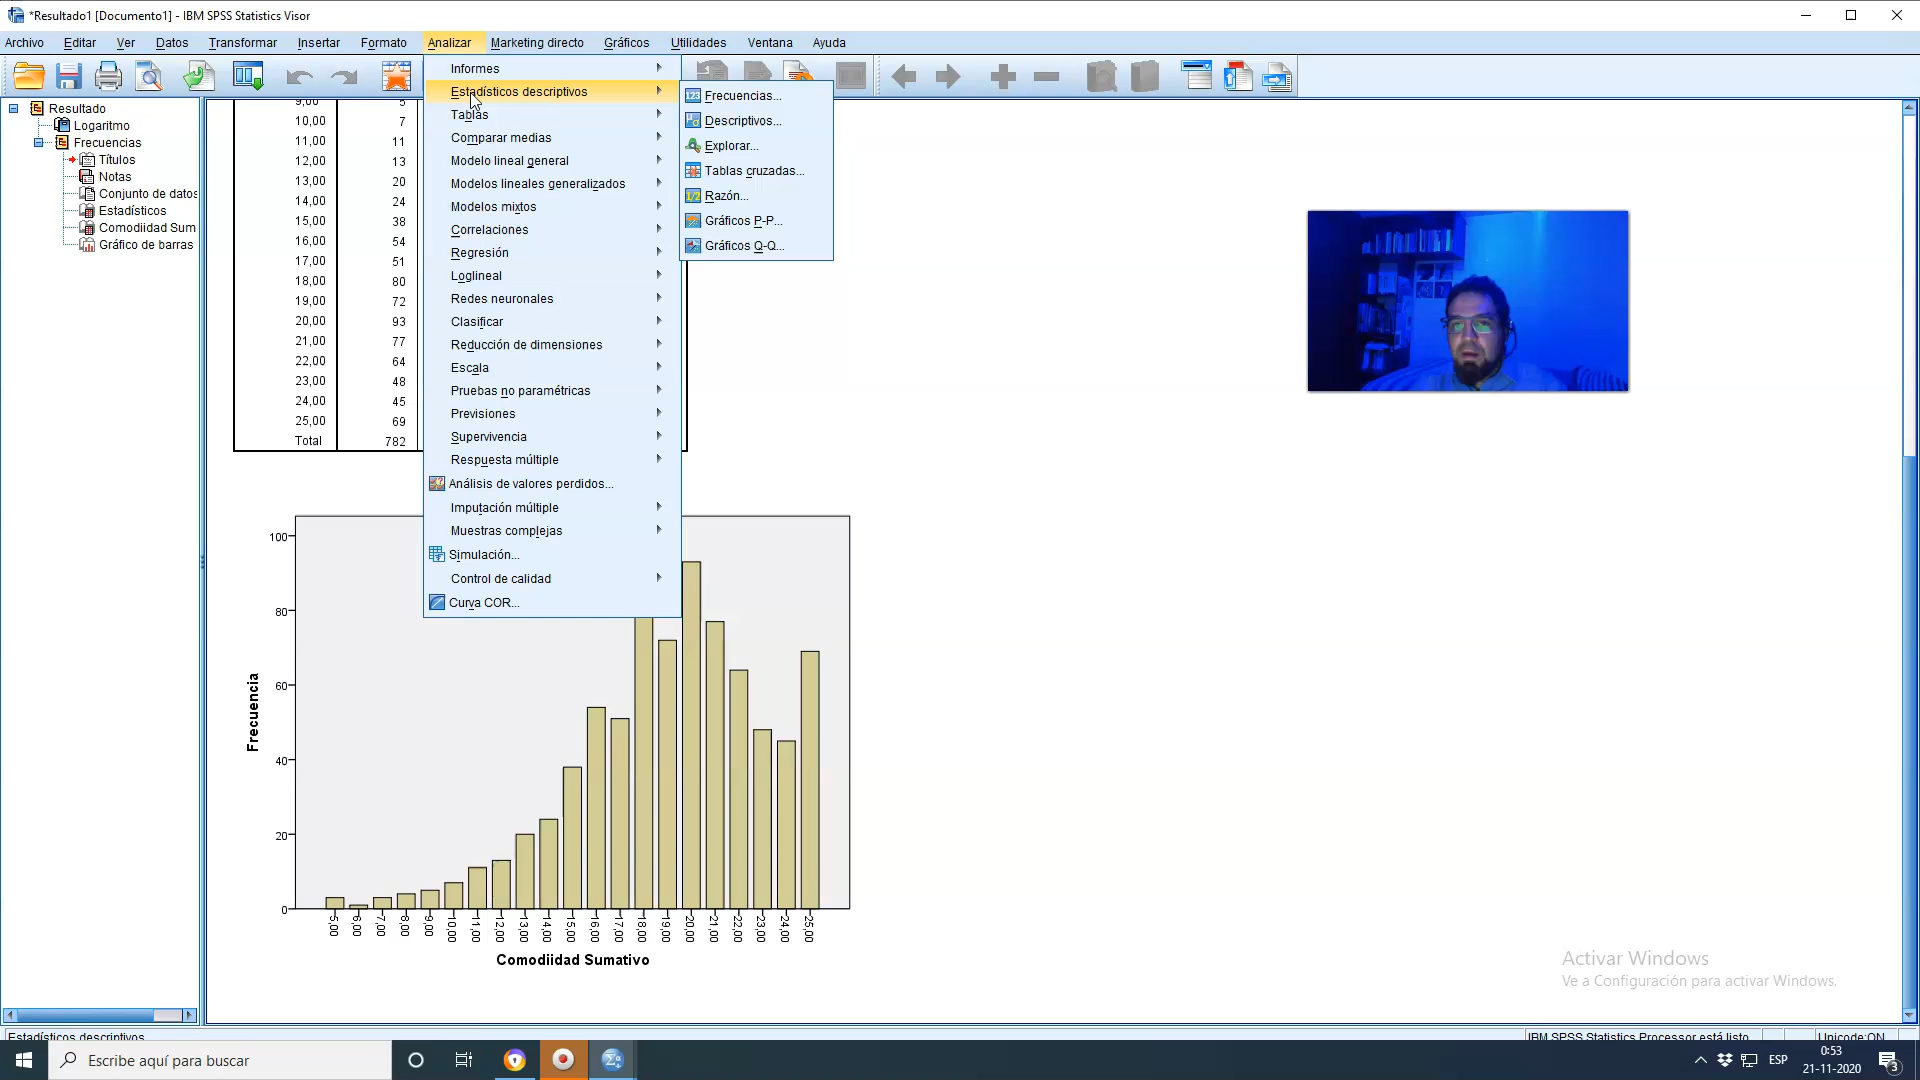 *Resultado1 [Documento1] - IBM SPSS Statistics Visor
Archivo Editar Ver Datos Transformar Insertar Formato Analizar Marketing directo Gráficos Utilidades Ventana Ayuda
Resultado
Logaritmo
Frecuencias
Títulos
Notas
Conjunto de datos
Estadísticos
Comodiidad Sum
Gráfico de barras
9,00 5
10,00 7
11,00 11
12,00 13
13,00 20
14,00 24
15,00 38
16,00 54
17,00 51
18,00 80
19,00 72
20,00 93
21,00 77
22,00 64
23,00 48
24,00 45
25,00 69
Total 782
Informes
Estadísticos descriptivos
Tablas
Comparar medias
Modelo lineal general
Modelos lineales generalizados
Modelos mixtos
Correlaciones
Regresión
Loglineal
Redes neuronales
Clasificar
Reducción de dimensiones
Escala
Pruebas no paramétricas
Previsiones
Supervivencia
Respuesta múltiple
Análisis de valores perdidos...
Imputación múltiple
Muestras complejas
Simulación...
Control de calidad
Curva COR...
Frecuencias...
Descriptivos...
Explorar...
Tablas cruzadas...
Razón...
Gráficos P-P...
Gráficos Q-Q...
Frecuencia
100
80
60
40
20
0
5,00 6,00 7,00 8,00 9,00 10,00 11,00 12,00 13,00 14,00 15,00 16,00 17,00 18,00 19,00 20,00 21,00 22,00 23,00 24,00 25,00
Comodiidad Sumativo
Activar Windows
Ve a Configuración para activar Windows.
Estadísticos descriptivos
IBM SPSS Statistics Processor está listo
Unicode:ON
Escribe aquí para buscar
ESP
0:53
21-11-2020
3